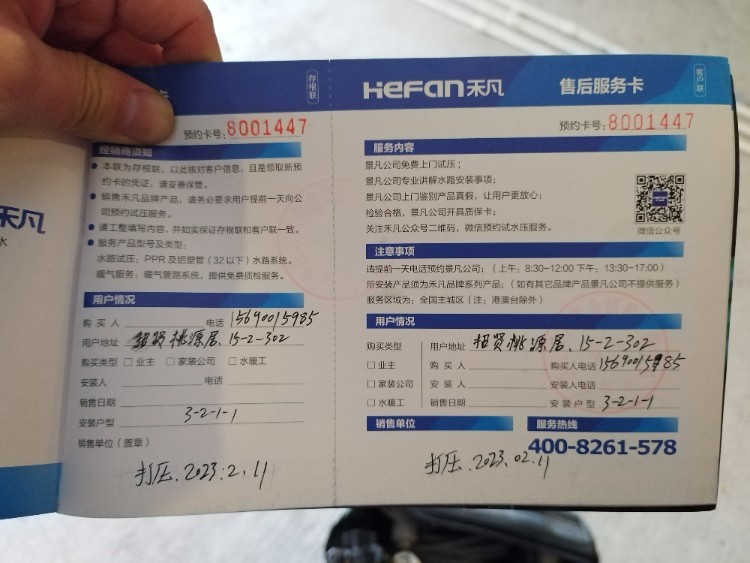 禾凡
水
卡
存根联
预约卡号:8001447
经销商须知
● 本联为存根联,以此核对客户信息,且是领取新预
约卡的凭证,请妥善保管。
● 销售禾凡品牌产品,请务必要求用户提前一天向公
司预约试压服务。
● 请工整填写内容,并如实保证存根联和客户联一致。
● 服务产品型号及类型:
水路试压:PPR及铝塑管(32以下)水路系统。
暖气服务:暖气管路系统,提供免费质检服务。
用户情况
购 买 人 电话 15690015985
用户地址 招贤桃源居、15-2-302
购买类型 □ 业主 □ 家装公司 □ 水暖工
安装人 电话
销售日期
安装户型 3-2-1-1
销售单位(盖章)
打压.2023.2.11
HeFan禾凡 售后服务卡
客户联
预约卡号:8001447
服务内容
景凡公司免费上门试压;
景凡公司专业讲解水路安装事项;
景凡公司上门鉴别产品真假,让用户更放心;
检验合格,景凡公司开具质保卡;
关注禾凡公众号二维码,微信预约试水压服务。
微信公众号
注意事项
请提前一天电话预约景凡公司;(上午:8:30-12:00 下午:13:30-17:00)
所安装产品须为禾凡品牌系列产品;(如有其它品牌产品景凡公司不提供服务)
服务区域为:全国主城区(注:港澳台除外)
用户情况
购买类型 用户地址 招贤桃源居、15-2-302
□ 业主 购 买 人 购买人电话 15690015985
□ 家装公司 安 装 人 安装人电话
□ 水暖工 销售日期 安 装 户 型 3-2-1-1
销售单位 服务热线
400-8261-578
打压.2023.02.11